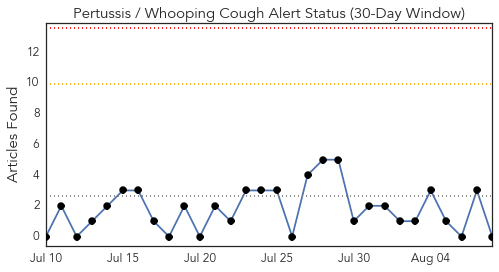 Pertussis / Whooping Cough Alert Status (30-Day Window)
Articles Found
12
10
8
6
4
2
0
Jul 10 Jul 15 Jul 20 Jul 25 Jul 30 Aug 04